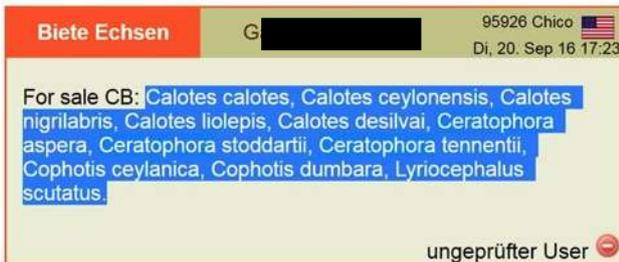 Biete Echsen
G
95926 Chico
Di, 20. Sep 16 17:23
For sale CB: Calotes calotes, Calotes ceylonensis, Calotes
nigrilabris, Calotes liolepis, Calotes desilvai, Ceratophora
aspera, Ceratophora stoddartii, Ceratophora tennentii,
Cophotis ceylanica, Cophotis dumbara, Lyriocephalus
scutatus.
ungeprüfter User